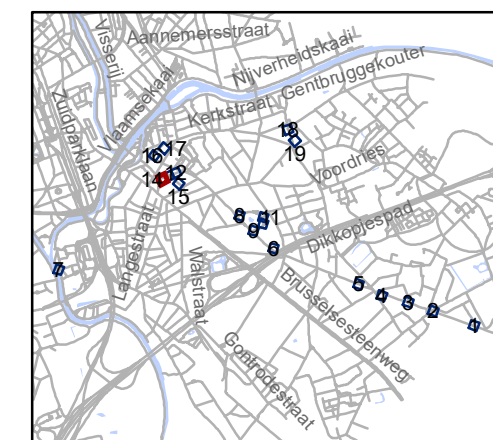 Aannemersstraat
Visserij
Nijverheidskaai
Gentbruggekouter
Zuidparklaan
Vlaamsekaai
Kerkstraat
18
19
17
16
12
14
15
Voordries
8
11
9
6
Dikkopjespad
Langestraat
Walstraat
7
5
4
3
2
1
Brusselsesteenweg
Gontrodestraat